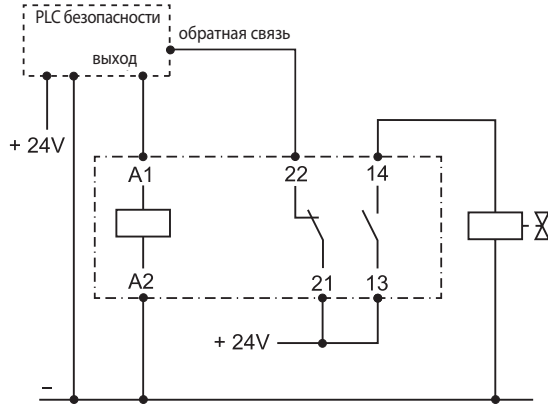 PLC безопасности
обратная связь
выход
+ 24V
A1
22
14
A2
21
13
+ 24V
–